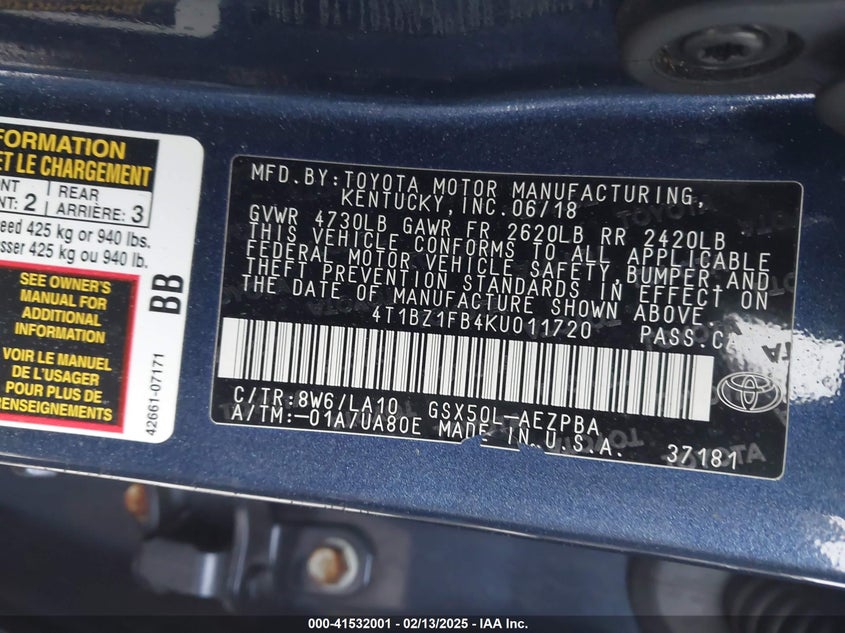 FORMATION
ET LE CHARGEMENT
NT 2 REAR
NT: ARRIÈRE: 3
eed 425 kg or 940 lbs.
sser 425 kg ou 940 lb.
SEE OWNER'S
MANUAL FOR
ADDITIONAL
INFORMATION
VOIR LE MANUEL
DE L'USAGER
POUR PLUS DE
RENSEIGNEMENTS
BB
42661-07171
MFD.BY:TOYOTA MOTOR MANUFACTURING,
KENTUCKY, INC.06/18
GVWR 4730LB GAWR FR 2620LB RR 2420LB
THIS VEHICLE CONFORMS TO ALL APPLICABLE
FEDERAL MOTOR VEHICLE SAFETY, BUMPER, AND
THEFT PREVENTION STANDARDS IN EFFECT ON
THE DATE OF MANUFACTURE SHOWN ABOVE.
4T1BZ1FB4KU011720 PASS.CA
C/TR:8W6/LA10 GSX50L-AEZPBA
A/TM:-01A/UA80E MADE IN U.S.A. 37181
TOYOTA
000-41532001 - 02/13/2025 - IAA Inc.